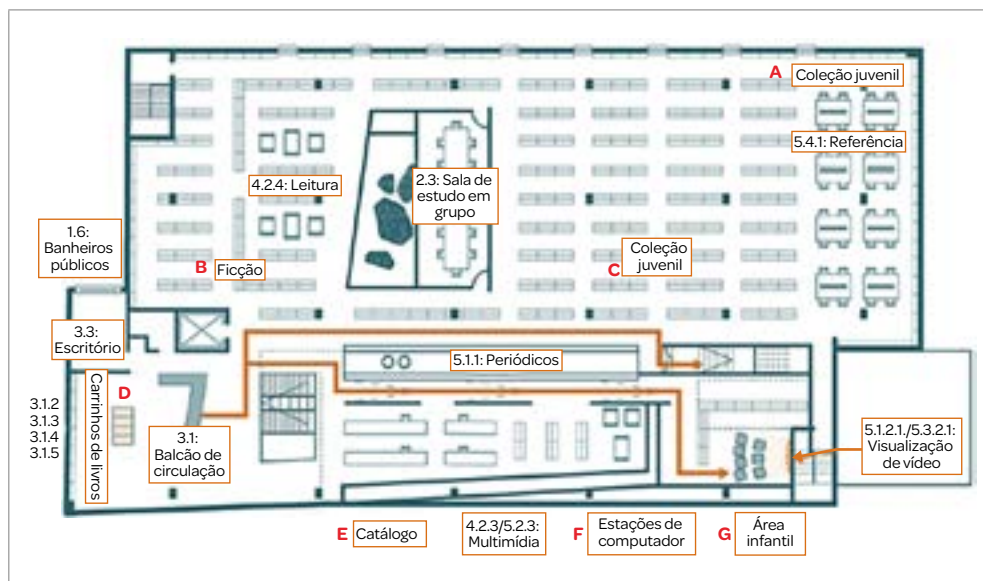 A Coleção juvenil
5.4.1: Referência
4.2.4: Leitura
2.3: Sala de
estudo em
grupo
1.6:
Banheiros
públicos
B Ficção
C Coleção
juvenil
3.3:
Escritório
5.1.1: Periódicos
D
Carrinhos de livros
3.1.2
3.1.3
3.1.4
3.1.5
3.1:
Balcão de
circulação
5.1.2.1./5.3.2.1:
Visualização
de vídeo
E Catálogo
4.2.3/5.2.3:
Multimídia
F Estações de
computador
G Área
infantil